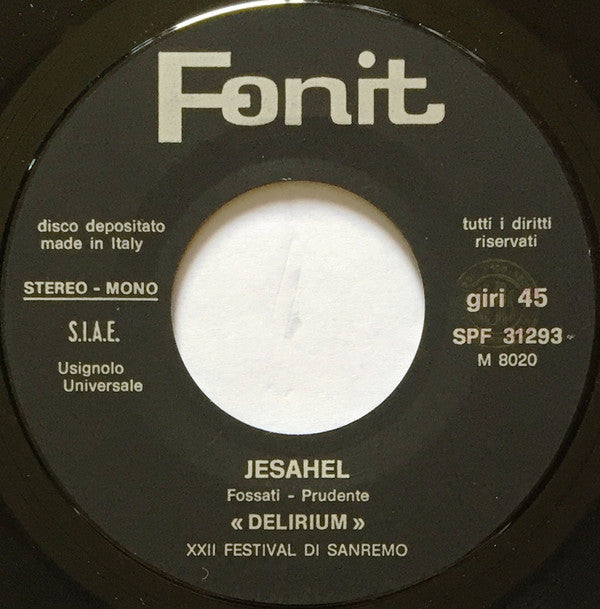 Fonit
disco depositato
made in Italy
tutti i diritti
riservati
STEREO - MONO
giri 45
S.I.A.E.
SPF 31293
M 8020
Usignolo
Universale
JESAHEL
Fossati - Prudente
« DELIRIUM »
XXII FESTIVAL DI SANREMO